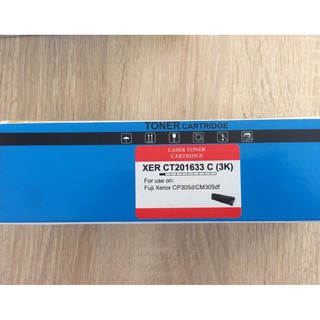 TONER CARTRIDGE
LASER TONER
CARTRIDGE
XER CT201633 C (3K)
For use on:
Fuji Xerox CP305d/CM305df